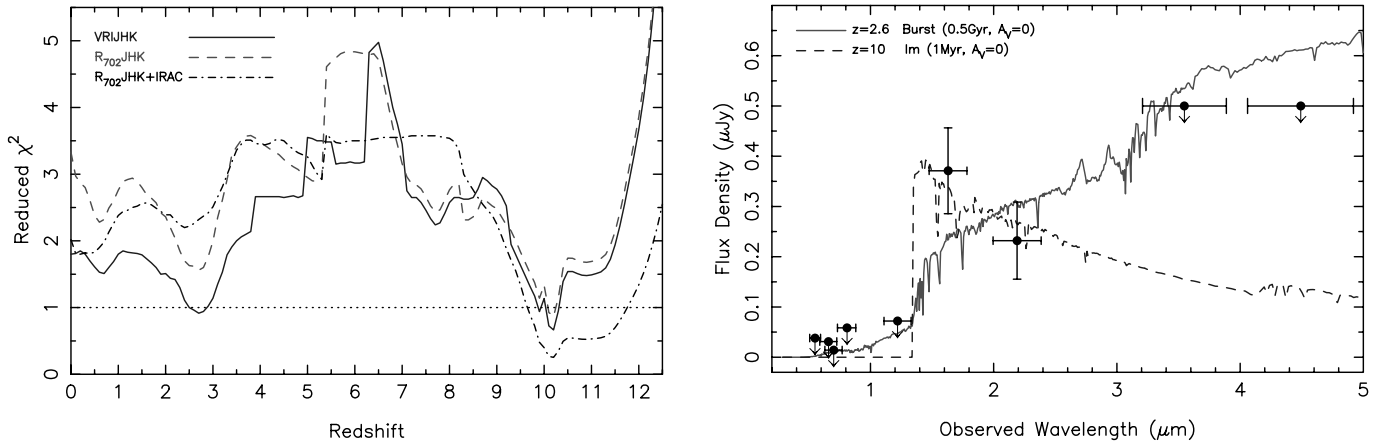 VRIJHK
R702JHK
R702JHK+IRAC
Reduced χ2
0
1
2
3
4
5
0 1 2 3 4 5 6 7 8 9 10 11 12
Redshift
z=2.6 Burst (0.5Gyr, AV=0)
z=10 Im (1Myr, AV=0)
Flux Density (μJy)
0
0.1
0.2
0.3
0.4
0.5
0.6
1 2 3 4 5
Observed Wavelength (μm)